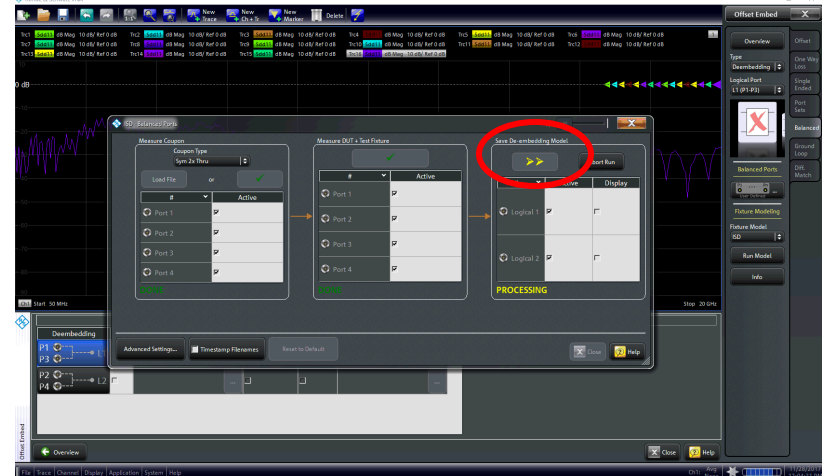 New Trace
New Ch + Tr
New Marker
Delete
Offset Embed
Trc1 Sdd11 dB Mag 10 dB/ Ref 0 dB
Trc2 dB Mag 10 dB/ Ref 0 dB
Trc3 Sdd11 dB Mag 10 dB/ Ref 0 dB
Trc4 dB Mag 10 dB/ Ref 0 dB
Trc5 Sdd11 dB Mag 10 dB/ Ref 0 dB
Trc6 dB Mag 10 dB/ Ref 0 dB
Trc7 Sdd11 dB Mag 10 dB/ Ref 0 dB
Trc8 dB Mag 10 dB/ Ref 0 dB
Trc9 dB Mag 10 dB/ Ref 0 dB
Trc10 Sdd11 dB Mag 10 dB/ Ref 0 dB
Trc11 dB Mag 10 dB/ Ref 0 dB
Trc12 dB Mag 10 dB/ Ref 0 dB
Trc13 Sdd11 dB Mag 10 dB/ Ref 0 dB
Trc14 dB Mag 10 dB/ Ref 0 dB
Trc15 Sdd11 dB Mag 10 dB/ Ref 0 dB
Trc16 dB Mag 10 dB/ Ref 0 dB
0 dB
Overview
Offset
Type
Deembedding
One Way Loss
Logical Port
L1 (P1-P3)
Single Ended
Port Sets
Balanced
Ground Loop
Diff. Match
Balanced Ports
User Defined
Fixture Modeling
Fixture Model
ISD
Run Model
Info
ISD - Balanced Ports
Measure Coupon
Coupon Type
Sym 2x Thru
Load File or
# Active
Port 1
Port 2
Port 3
Port 4
Measure DUT + Test Fixture
# Active
Port 1
Port 2
Port 3
Port 4
Save De-embedding Model
Abort Run
Display
Logical 1
Logical 2
PROCESSING
Advanced Settings...
Timestamp Filenames
Reset to Default
Close
Help
Ch1 Start 50 MHz
Stop 20 GHz
Deembedding
P1
P3
L1
P2
P4
L2
Offset Embed
Overview
Close
Help
File Trace Channel Display Application System Help
Ch1: Avg None